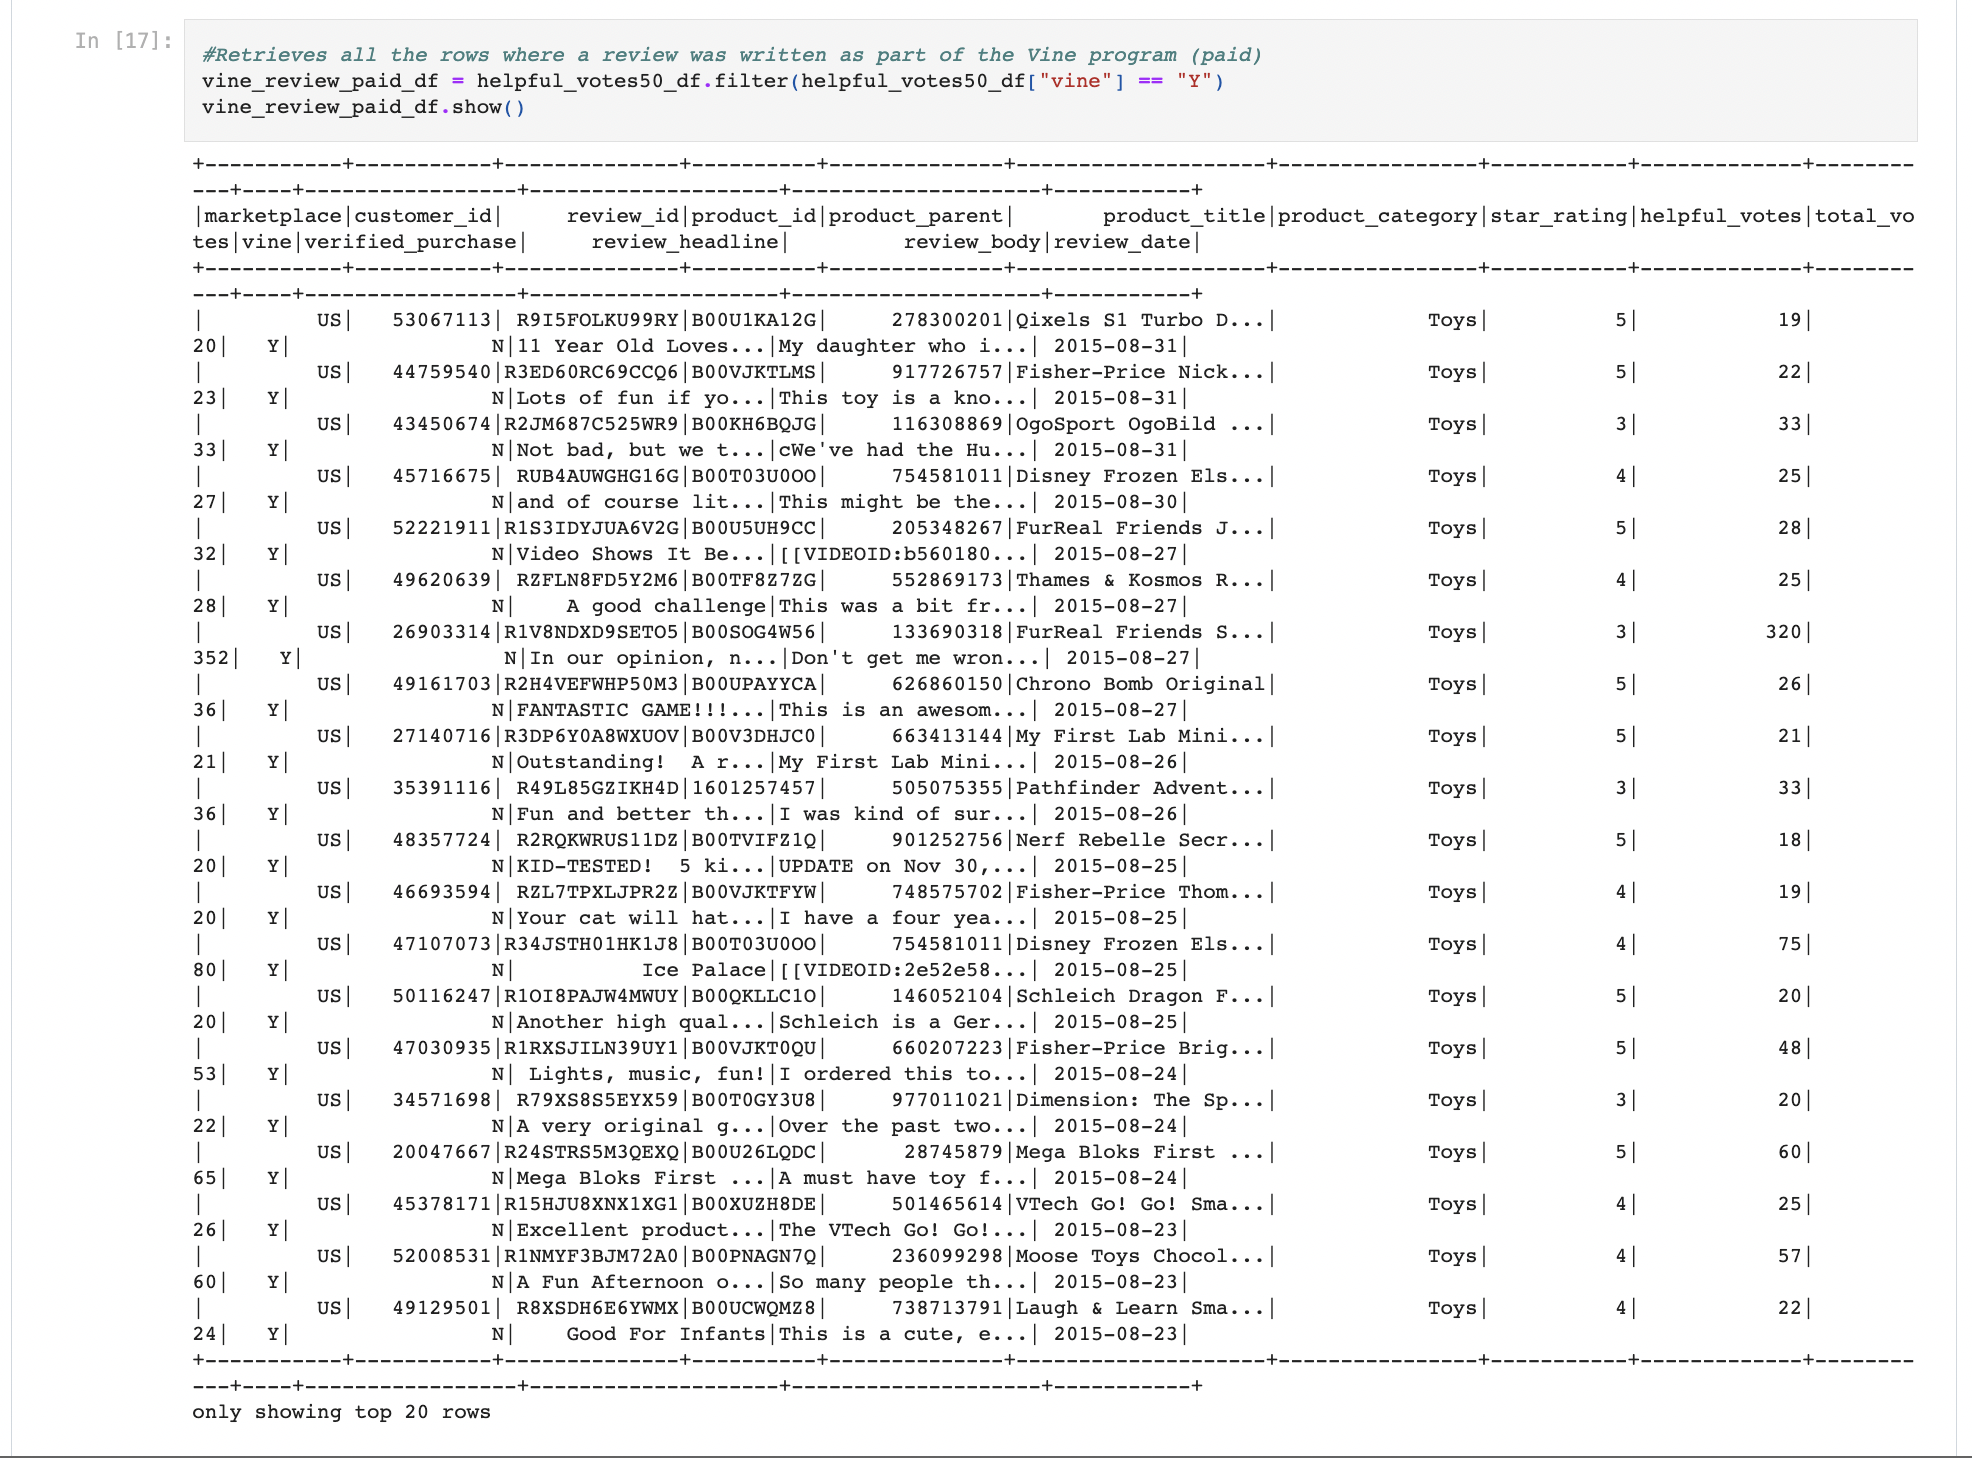 In [17]:
#Retrieves all the rows where a review was written as part of the Vine program (paid)
vine_review_paid_df = helpful_votes50_df.filter(helpful_votes50_df["vine"] == "Y")
vine_review_paid_df.show()
+-----------+-----------+--------------+----------+--------------+--------------------+----------------+-----------+-------------+--------
---+----+-----------------+--------------------+--------------------+-----------+
|marketplace|customer_id|     review_id|product_id|product_parent|       product_title|product_category|star_rating|helpful_votes|total_vo
tes|vine|verified_purchase|     review_headline|         review_body|review_date|
+-----------+-----------+--------------+----------+--------------+--------------------+----------------+-----------+-------------+--------
---+----+-----------------+--------------------+--------------------+-----------+
|         US|   53067113| R9I5FOLKU99RY|B00U1KA12G|     278300201|Qixels S1 Turbo D...|            Toys|          5|           19|
20|   Y|                N|11 Year Old Loves...|My daughter who i...| 2015-08-31|
|         US|   44759540|R3ED60RC69CCQ6|B00VJKTLMS|     917726757|Fisher-Price Nick...|            Toys|          5|           22|
23|   Y|                N|Lots of fun if yo...|This toy is a kno...| 2015-08-31|
|         US|   43450674|R2JM687C525WR9|B00KH6BQJG|     116308869|OgoSport OgoBild ...|            Toys|          3|           33|
33|   Y|                N|Not bad, but we t...|cWe've had the Hu...| 2015-08-31|
|         US|   45716675| RUB4AUWGHG16G|B00T03U0OO|     754581011|Disney Frozen Els...|            Toys|          4|           25|
27|   Y|                N|and of course lit...|This might be the...| 2015-08-30|
|         US|   52221911|R1S3IDYJUA6V2G|B00U5UH9CC|     205348267|FurReal Friends J...|            Toys|          5|           28|
32|   Y|                N|Video Shows It Be...|[[VIDEOID:b560180...| 2015-08-27|
|         US|   49620639| RZFLN8FD5Y2M6|B00TF8Z7ZG|     552869173|Thames & Kosmos R...|            Toys|          4|           25|
28|   Y|                N|    A good challenge|This was a bit fr...| 2015-08-27|
|         US|   26903314|R1V8NDXD9SETO5|B00SOG4W56|     133690318|FurReal Friends S...|            Toys|          3|          320|
352|   Y|                N|In our opinion, n...|Don't get me wron...| 2015-08-27|
|         US|   49161703|R2H4VEFWHP50M3|B00UPAYYCA|     626860150|Chrono Bomb Original|            Toys|          5|           26|
36|   Y|                N|FANTASTIC GAME!!!...|This is an awesom...| 2015-08-27|
|         US|   27140716|R3DP6Y0A8WXUOV|B00V3DHJC0|     663413144|My First Lab Mini...|            Toys|          5|           21|
21|   Y|                N|Outstanding!  A r...|My First Lab Mini...| 2015-08-26|
|         US|   35391116| R49L85GZIKH4D|1601257457|     505075355|Pathfinder Advent...|            Toys|          3|           33|
36|   Y|                N|Fun and better th...|I was kind of sur...| 2015-08-26|
|         US|   48357724| R2RQKWRUS11DZ|B00TVIFZ1Q|     901252756|Nerf Rebelle Secr...|            Toys|          5|           18|
20|   Y|                N|KID-TESTED!  5 ki...|UPDATE on Nov 30,...| 2015-08-25|
|         US|   46693594| RZL7TPXLJPR2Z|B00VJKTFYW|     748575702|Fisher-Price Thom...|            Toys|          4|           19|
20|   Y|                N|Your cat will hat...|I have a four yea...| 2015-08-25|
|         US|   47107073|R34JSTH01HK1J8|B00T03U0OO|     754581011|Disney Frozen Els...|            Toys|          4|           75|
80|   Y|                N|          Ice Palace|[[VIDEOID:2e52e58...| 2015-08-25|
|         US|   50116247|R1OI8PAJW4MWUY|B00QKLLC1O|     146052104|Schleich Dragon F...|            Toys|          5|           20|
20|   Y|                N|Another high qual...|Schleich is a Ger...| 2015-08-25|
|         US|   47030935|R1RXSJILN39UY1|B00VJKT0QU|     660207223|Fisher-Price Brig...|            Toys|          5|           48|
53|   Y|                N| Lights, music, fun!|I ordered this to...| 2015-08-24|
|         US|   34571698| R79XS8S5EYX59|B00T0GY3U8|     977011021|Dimension: The Sp...|            Toys|          3|           20|
22|   Y|                N|A very original g...|Over the past two...| 2015-08-24|
|         US|   20047667|R24STRS5M3QEXQ|B00U26LQDC|      28745879|Mega Bloks First ...|            Toys|          5|           60|
65|   Y|                N|Mega Bloks First ...|A must have toy f...| 2015-08-24|
|         US|   45378171|R15HJU8XNX1XG1|B00XUZH8DE|     501465614|VTech Go! Go! Sma...|            Toys|          4|           25|
26|   Y|                N|Excellent product...|The VTech Go! Go!...| 2015-08-23|
|         US|   52008531|R1NMYF3BJM72A0|B00PNAGN7Q|     236099298|Moose Toys Chocol...|            Toys|          4|           57|
60|   Y|                N|A Fun Afternoon o...|So many people th...| 2015-08-23|
|         US|   49129501| R8XSDH6E6YWMX|B00UCWQMZ8|     738713791|Laugh & Learn Sma...|            Toys|          4|           22|
24|   Y|                N|    Good For Infants|This is a cute, e...| 2015-08-23|
+-----------+-----------+--------------+----------+--------------+--------------------+----------------+-----------+-------------+--------
---+----+-----------------+--------------------+--------------------+-----------+
only showing top 20 rows